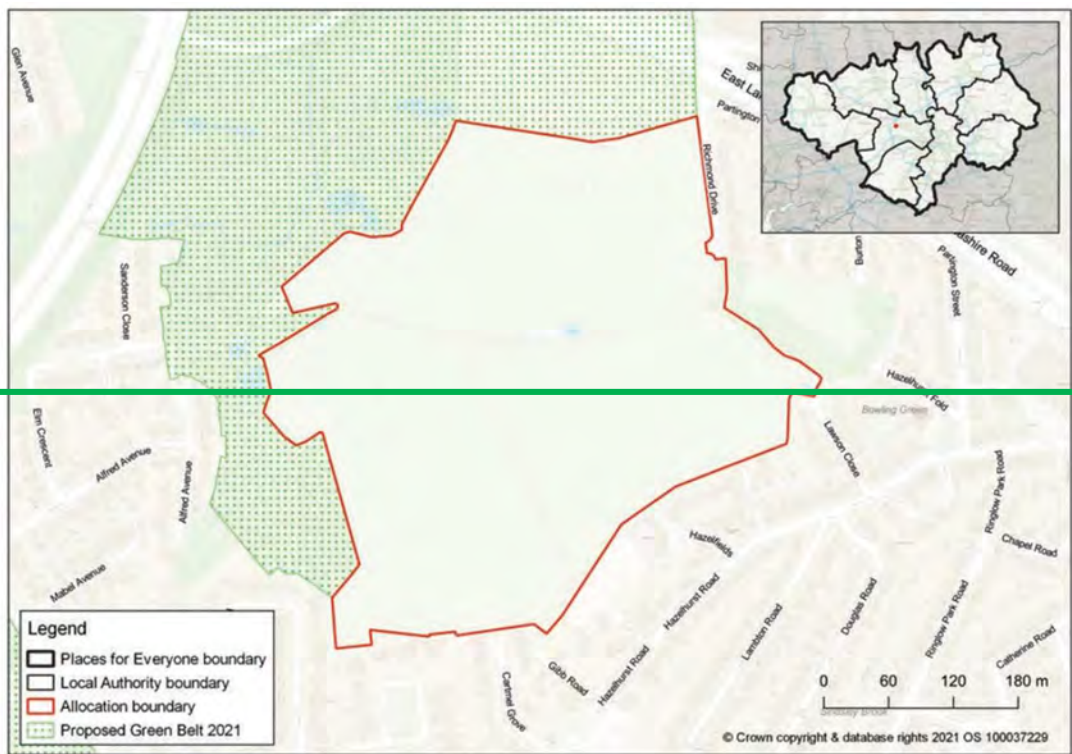 Glen Avenue
East La
Partington
Richmond Drive
Burton
Partington Street
ashire Road
Sanderson Close
Hazelhurst Fold
Bowling Green
Elm Crescent
Alfred Avenue
Alfred Avenue
Lawson Close
Ringlow Park Road
Chapel Road
Hazelfields
Mabel Avenue
Hazelhurst Road
Lambton Road
Douglas Road
Ringlow Park Road
Catherine Road
Gibb Road
Hazelhurst Road
Cartmel Grove
Legend
Places for Everyone boundary
Local Authority boundary
Allocation boundary
Proposed Green Belt 2021
0 60 120 180 m
Sindsley Brook
© Crown copyright & database rights 2021 OS 100037229